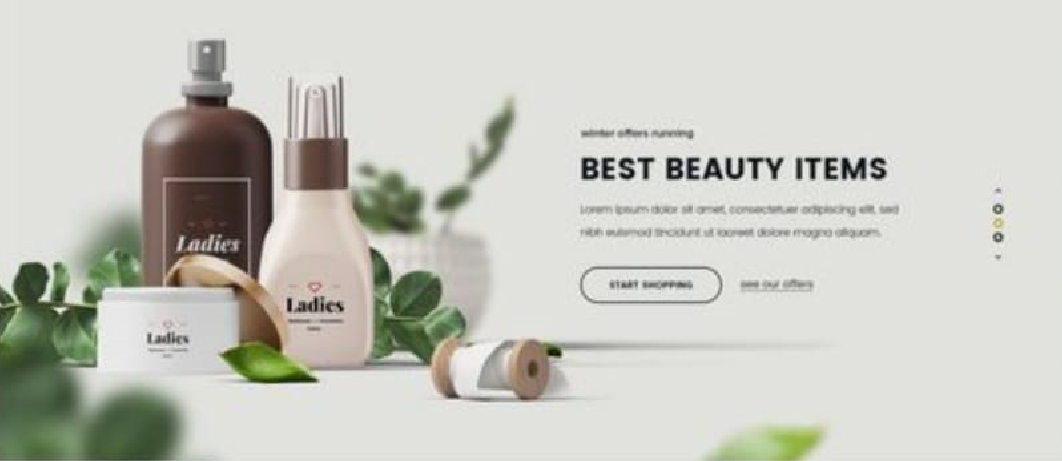 winter offers running
BEST BEAUTY ITEMS
Lorem ipsum dolor sit amet, consectetuer adipiscing elit, sed
nibh euismod tincidunt ut laoreet dolore magna aliquam.
START SHOPPING
see our offers
Ladies
Ladies
Ladies